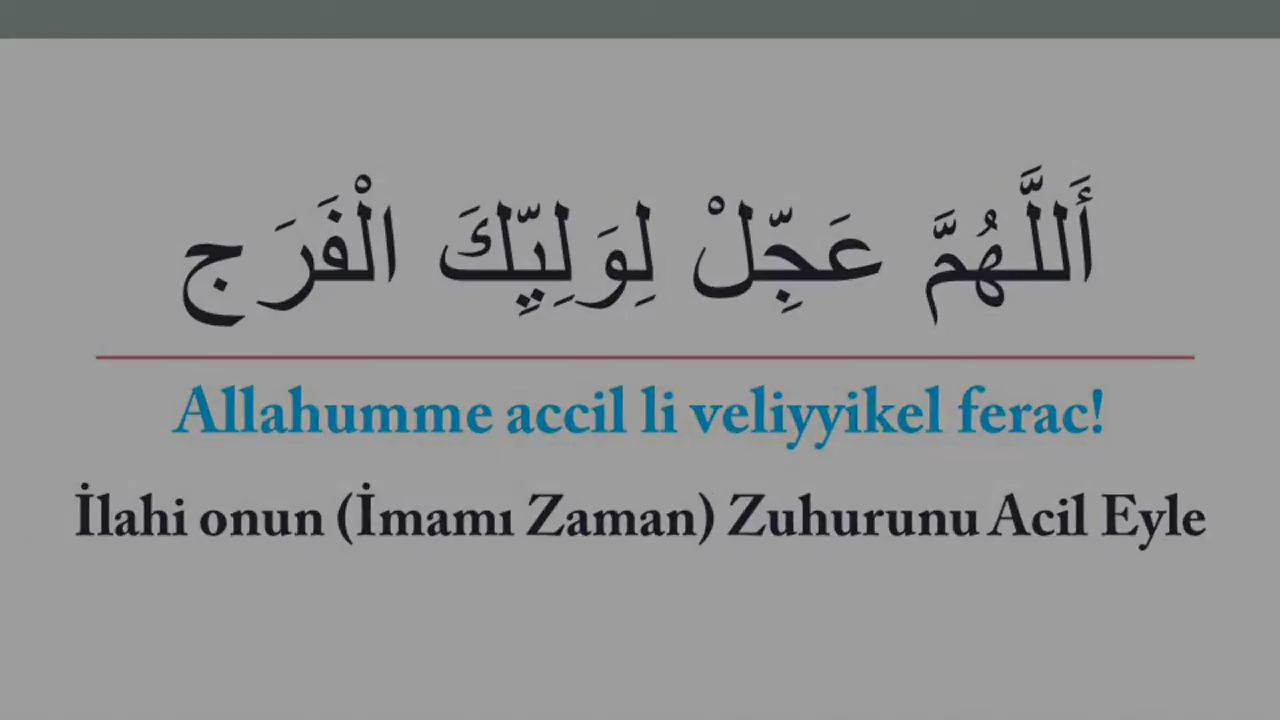 أَللَّهُمَّ عَجِّلْ لِوَلِيِّكَ الْفَرَج
Allahumme accil li veliyyikel ferac!
İlahi onun (İmamı Zaman) Zuhurunu Acil Eyle